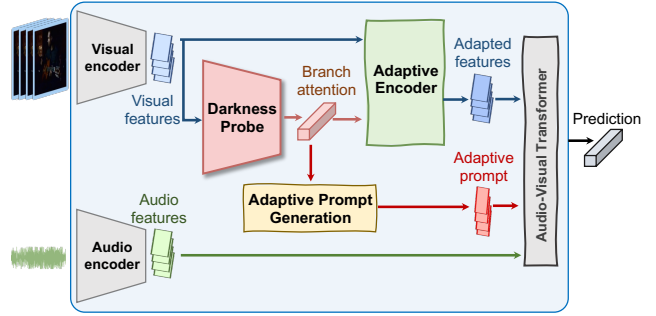 Visual
encoder
Visual
features
Darkness
Probe
Branch
attention
Adaptive
Encoder
Adapted
features
Adaptive Prompt
Generation
Adaptive
prompt
Audio
features
Audio
encoder
Audio-Visual Transformer
Prediction